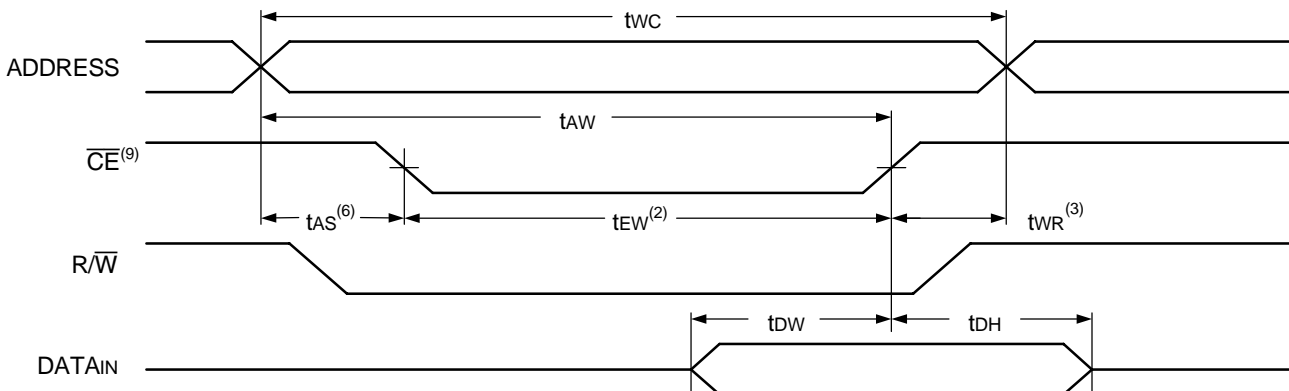 tWC
ADDRESS
tAW
CE(9)
tAS(6) tEW(2) tWR(3)
R/W
tDW tDH
DATAIN